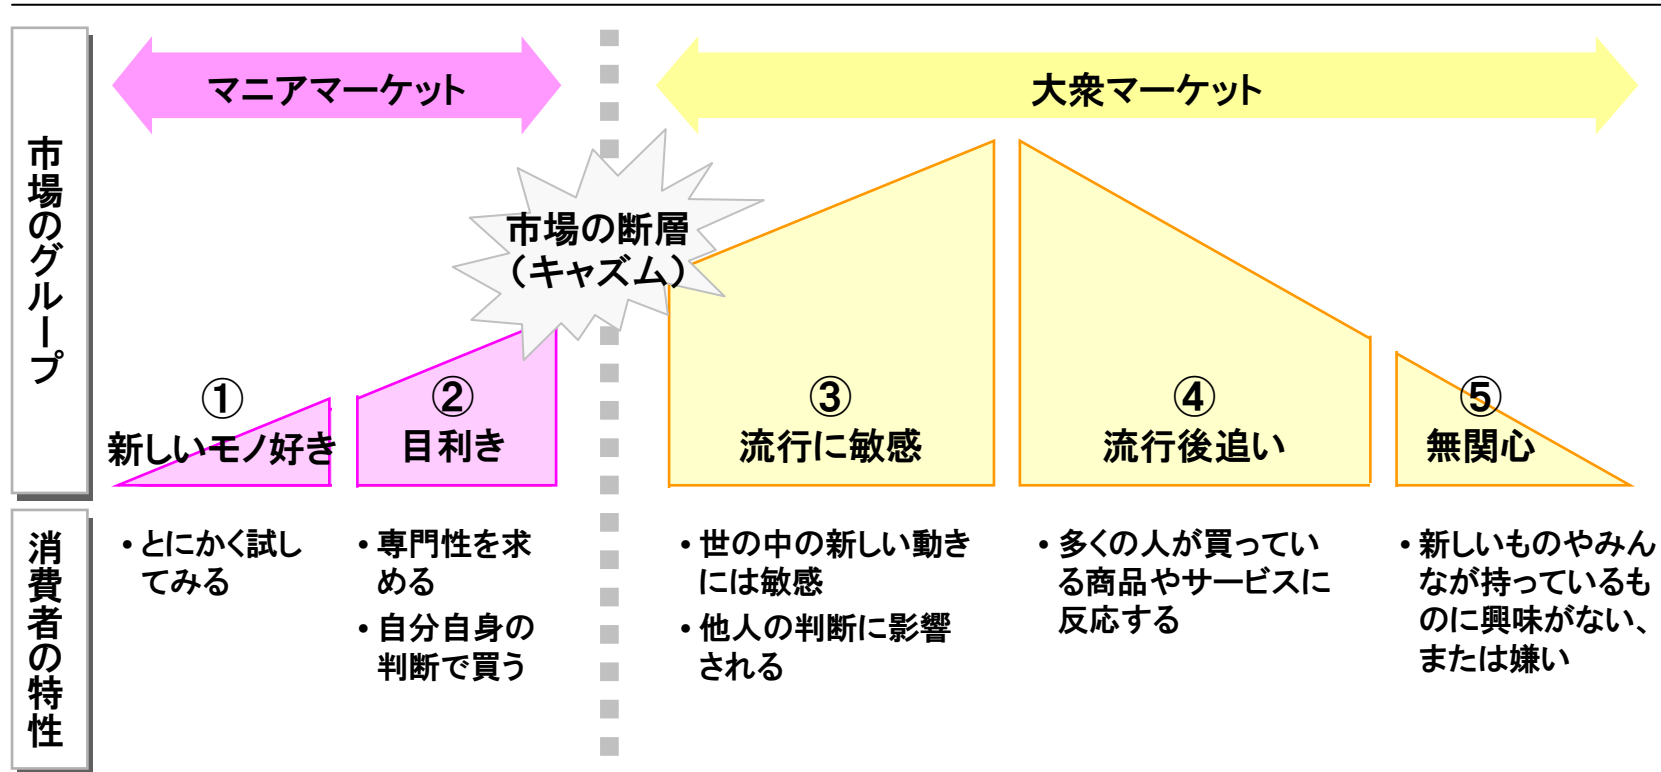 市場のグループ
マニアマーケット
大衆マーケット
市場の断層
（キャズム）
①
新しいモノ好き
②
目利き
③
流行に敏感
④
流行後追い
⑤
無関心
消費者の特性
• とにかく試し
てみる
• 専門性を求
める
• 自分自身の
判断で買う
• 世の中の新しい動き
には敏感
• 他人の判断に影響
される
• 多くの人が買ってい
る商品やサービスに
反応する
• 新しいものやみん
なが持っているも
のに興味がない、
または嫌い